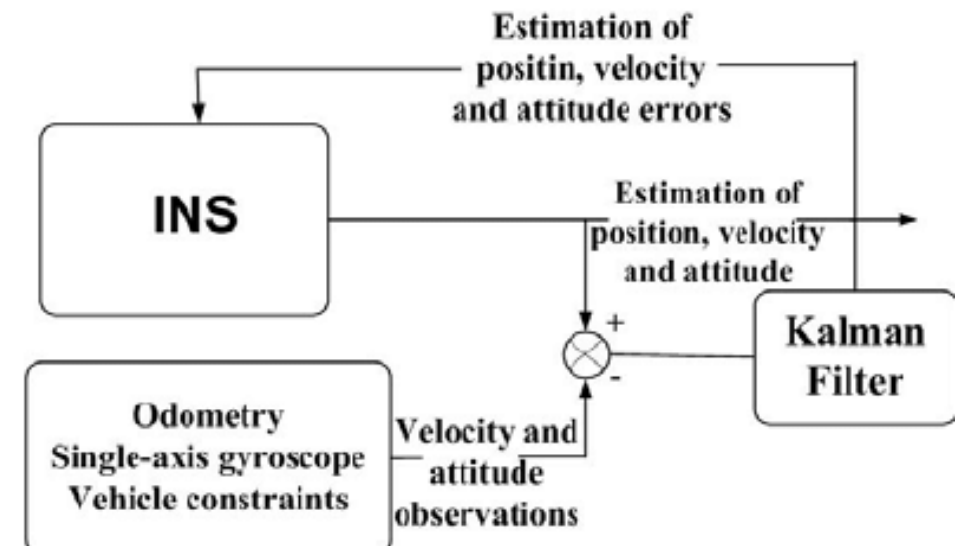 Estimation of
positin, velocity
and attitude errors
INS
Estimation of
position, velocity
and attitude
+
-
Kalman
Filter
Odometry
Single-axis gyroscope
Vehicle constraints
Velocity and
attitude
observations